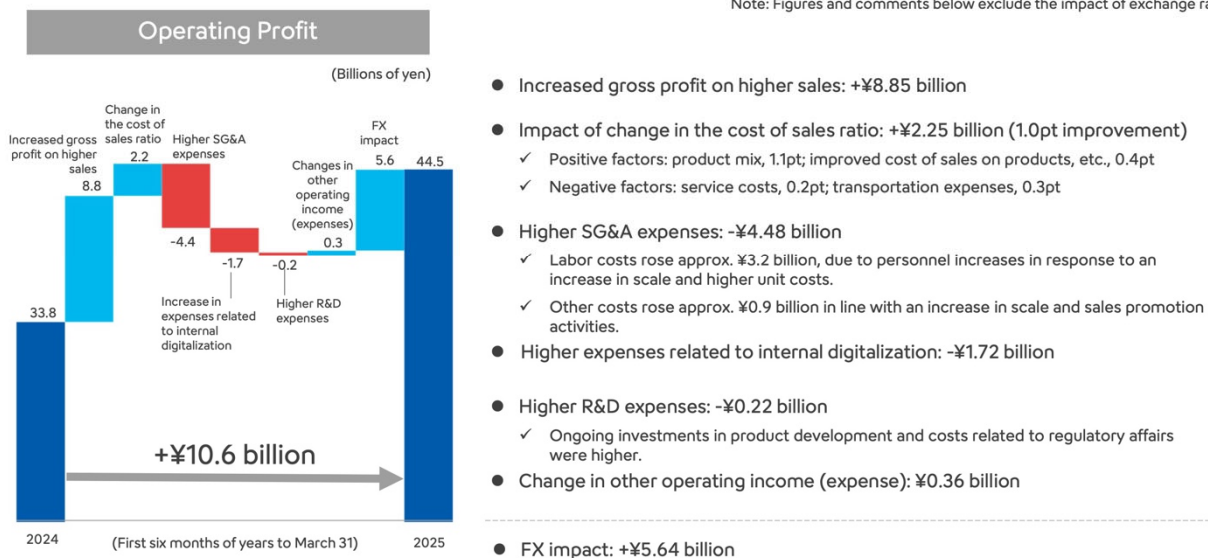 Note: Figures and comments below exclude the impact of exchange ra
Operating Profit
(Billions of yen)
Increased gross
profit on higher
sales
8.8
Change in
the cost of
sales ratio
2.2
Higher SG&A
expenses
-4.4
-1.7
Increase in
expenses related
to internal
digitalization
-0.2
Higher R&D
expenses
Changes in
other
operating
income
(expenses)
0.3
FX
impact
5.6
44.5
33.8
+¥10.6 billion
2024
(First six months of years to March 31)
2025
● Increased gross profit on higher sales: +¥8.85 billion
● Impact of change in the cost of sales ratio: +¥2.25 billion (1.0pt improvement)
✓ Positive factors: product mix, 1.1pt; improved cost of sales on products, etc., 0.4pt
✓ Negative factors: service costs, 0.2pt; transportation expenses, 0.3pt
● Higher SG&A expenses: -¥4.48 billion
✓ Labor costs rose approx. ¥3.2 billion, due to personnel increases in response to an
increase in scale and higher unit costs.
✓ Other costs rose approx. ¥0.9 billion in line with an increase in scale and sales promotion
activities.
● Higher expenses related to internal digitalization: -¥1.72 billion
● Higher R&D expenses: -¥0.22 billion
✓ Ongoing investments in product development and costs related to regulatory affairs
were higher.
● Change in other operating income (expense): ¥0.36 billion
● FX impact: +¥5.64 billion